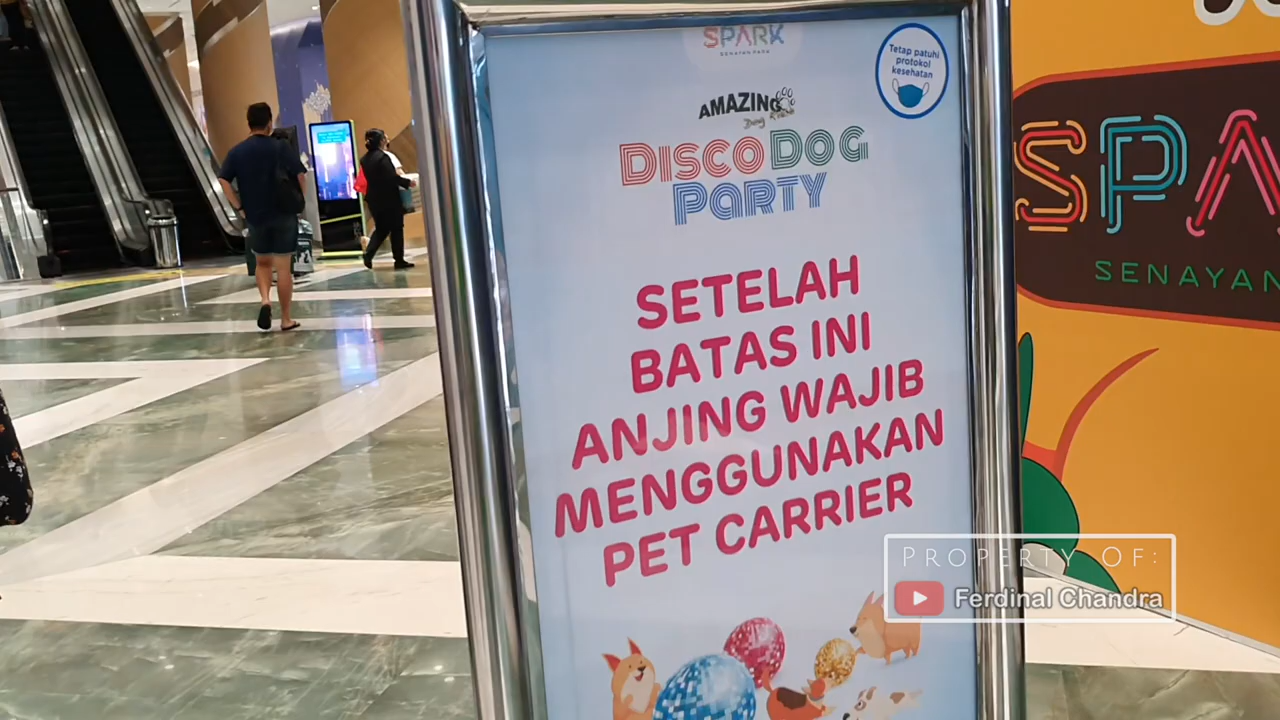 SPARK
SENAYAN PARK
Tetap patuhi
protokol
kesehatan
AMAZING
DISCO DOG
PARTY
SETELAH
BATAS INI
ANJING WAJIB
MENGGUNAKAN
PET CARRIER
SPA
SENAYAN
PROPERTY OF:
Ferdinal Chandra